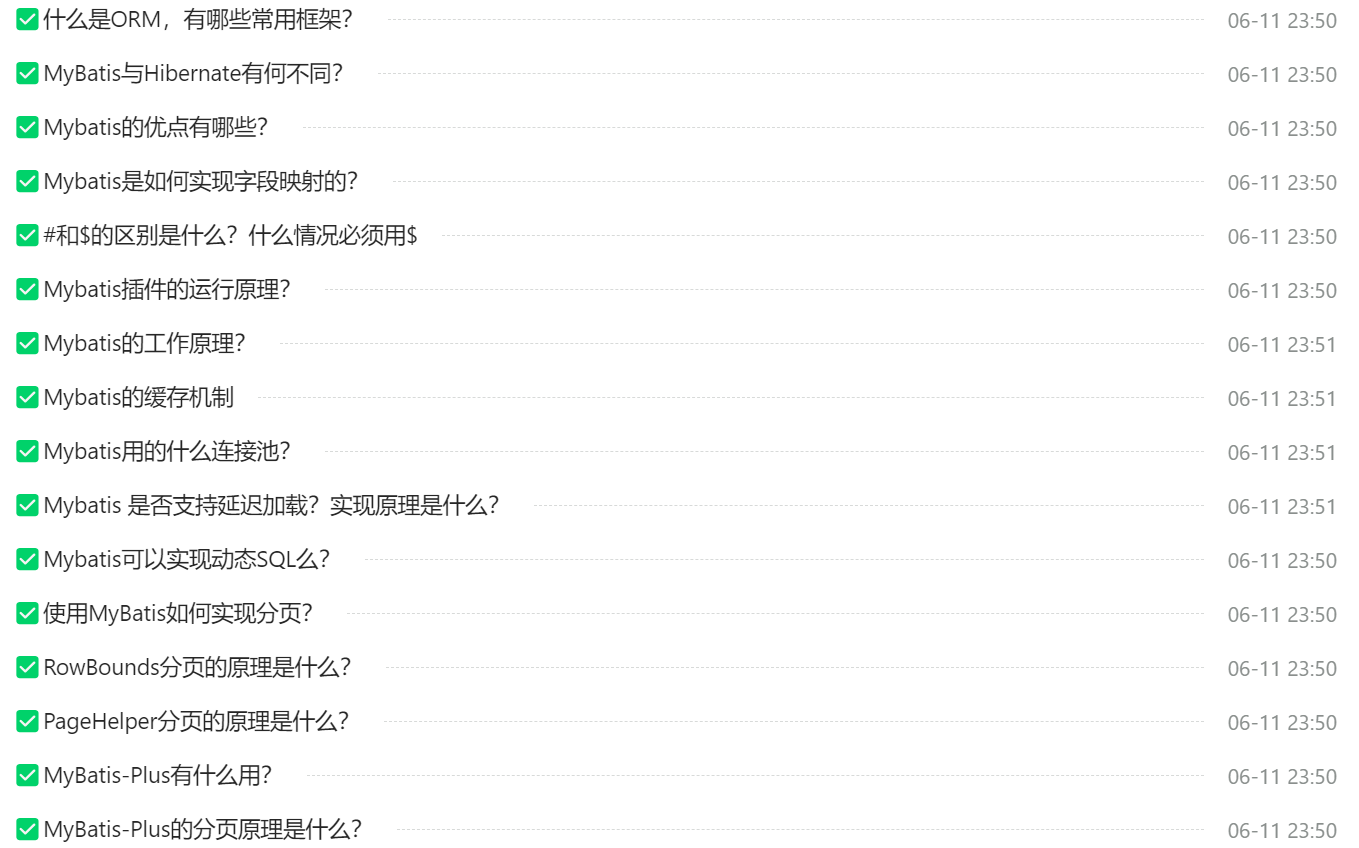 什么是ORM，有哪些常用框架？ 06-11 23:50
MyBatis与Hibernate有何不同？ 06-11 23:50
Mybatis的优点有哪些？ 06-11 23:50
Mybatis是如何实现字段映射的？ 06-11 23:50
#和$的区别是什么？什么情况必须用$ 06-11 23:50
Mybatis插件的运行原理？ 06-11 23:50
Mybatis的工作原理？ 06-11 23:51
Mybatis的缓存机制 06-11 23:51
Mybatis用的什么连接池？ 06-11 23:51
Mybatis 是否支持延迟加载？实现原理是什么？ 06-11 23:51
Mybatis可以实现动态SQL么？ 06-11 23:50
使用MyBatis如何实现分页？ 06-11 23:50
RowBounds分页的原理是什么？ 06-11 23:50
PageHelper分页的原理是什么？ 06-11 23:50
MyBatis-Plus有什么用？ 06-11 23:50
MyBatis-Plus的分页原理是什么？ 06-11 23:50